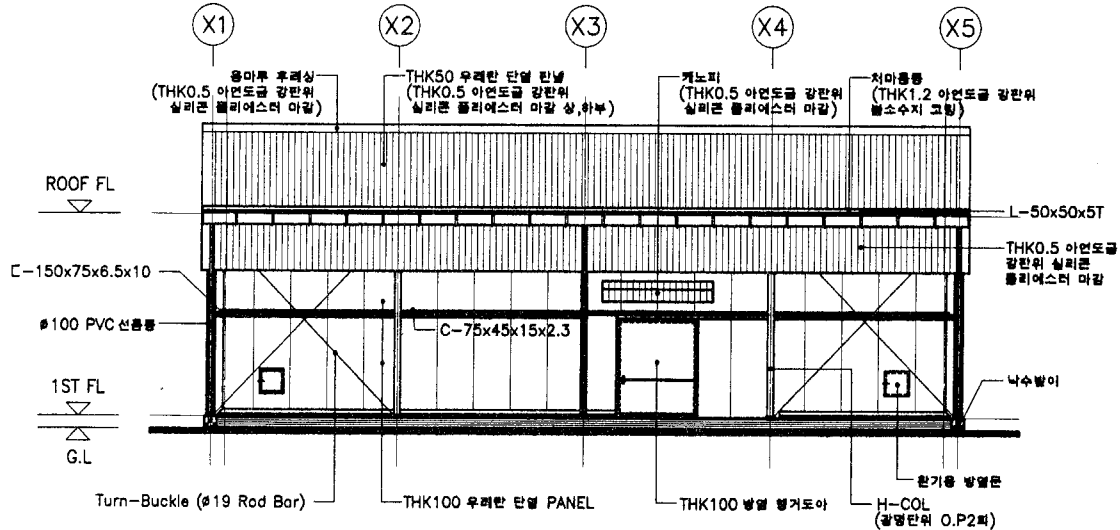 X1 X2 X3 X4 X5
용마루 후레싱
(THK0.5 아연도금 강판위
실리콘 폴리에스터 마감)
THK50 우레탄 단열 판넬
(THK0.5 아연도금 강판위
실리콘 폴리에스터 마감 상,하부)
케노피
(THK0.5 아연도금 강판위
실리콘 폴리에스터 마감)
처마홈통
(THK1.2 아연도금 강판위
불소수지 코팅)
ROOF FL
L-50x50x5T
THK0.5 아연도금
강판위 실리콘
폴리에스터 마감
ㄷ-150x75x6.5x10
ø100 PVC 선홈통
C-75x45x15x2.3
1ST FL
낙수받이
G.L
환기용 방열문
Turn-Buckle (ø19 Rod Bar)
THK100 우레탄 단열 PANEL
THK100 방열 행거도아
H-COL
(광명단위 O.P2회)